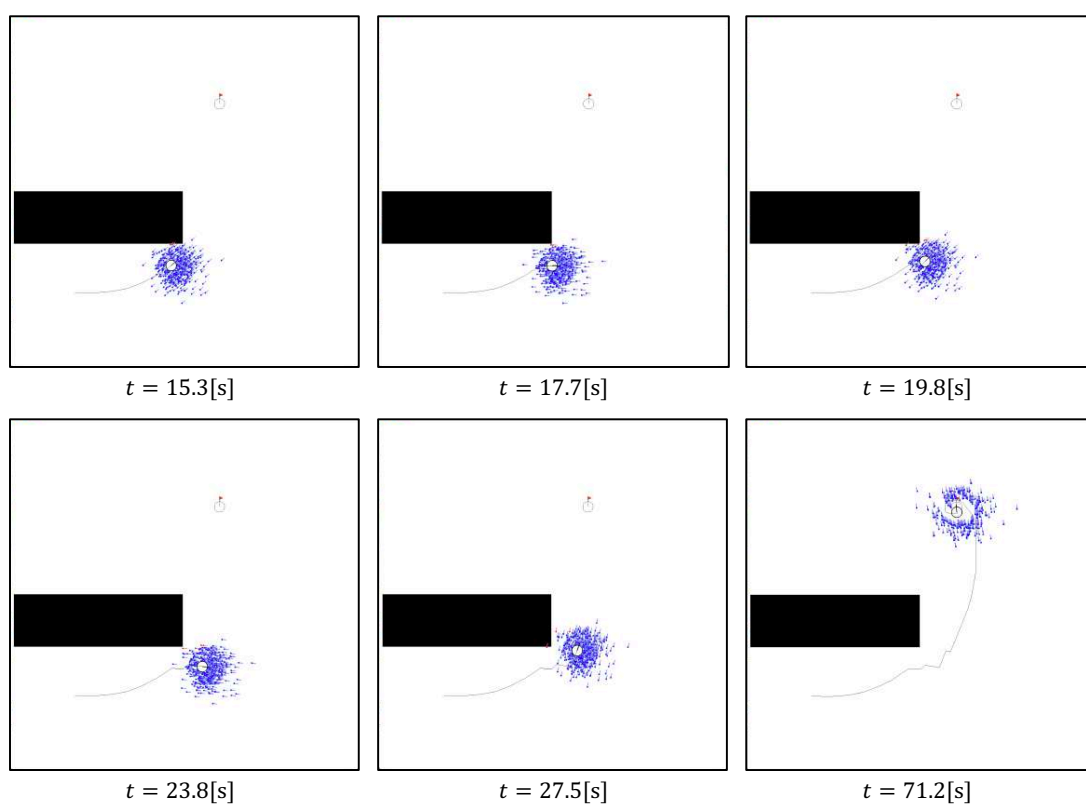 t = 15.3[s]
t = 17.7[s]
t = 19.8[s]
t = 23.8[s]
t = 27.5[s]
t = 71.2[s]